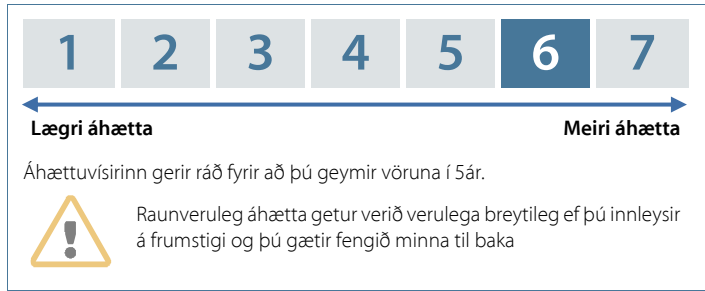 1 2 3 4 5 6 7
Lægri áhætta Meiri áhætta
Áhættuvísirinn gerir ráð fyrir að þú geymir vöruna í 5ár.
Raunveruleg áhætta getur verið verulega breytileg ef þú innleysir
á frumstigi og þú gætir fengið minna til baka